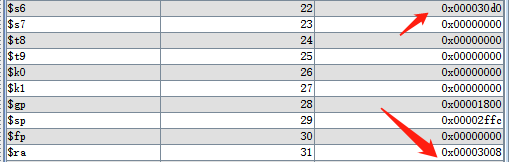 $s6 22 0x000030d0
$s7 23 0x00000000
$t8 24 0x00000000
$t9 25 0x00000000
$k0 26 0x00000000
$k1 27 0x00000000
$gp 28 0x00001800
$sp 29 0x00002ffc
$fp 30 0x00000000
$ra 31 0x00003008